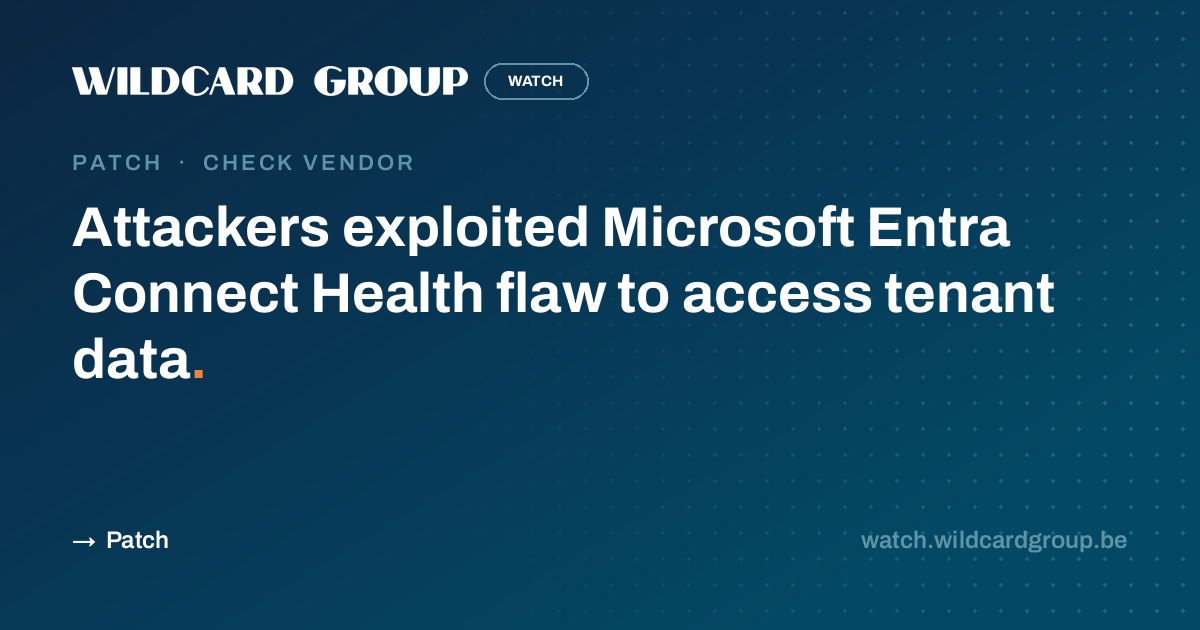 WILDCARD GROUP WATCH
PATCH · CHECK VENDOR
Attackers exploited Microsoft Entra
Connect Health flaw to access tenant
data.
→ Patch
watch.wildcardgroup.be